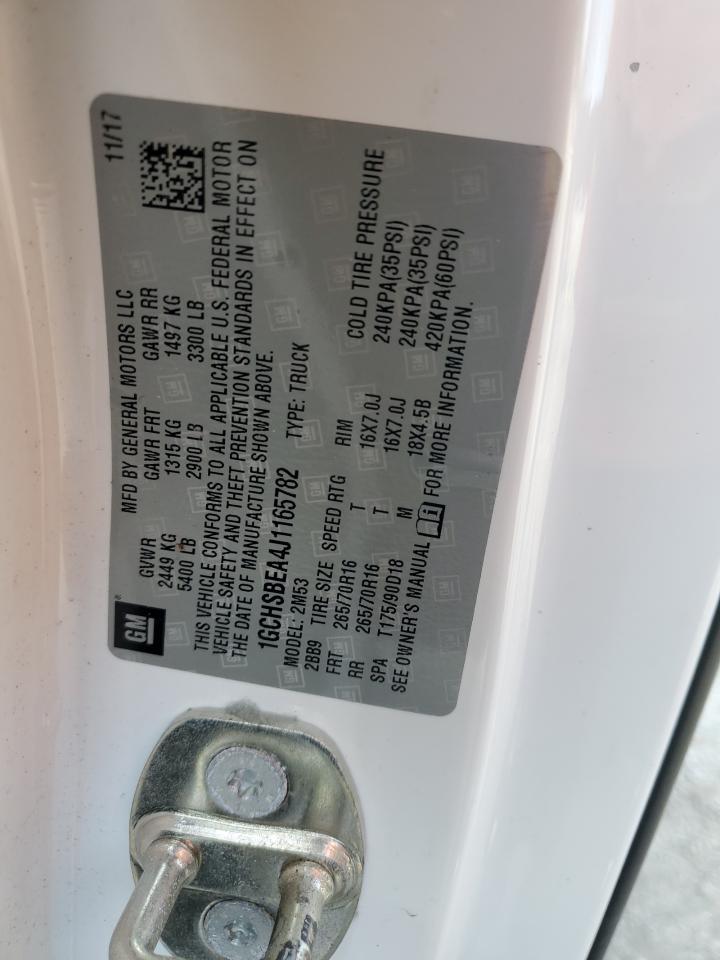 GM
®
MFD BY GENERAL MOTORS LLC 11/17
GVWR GAWR FRT GAWR RR
2449 KG 1315 KG 1497 KG
5400 LB 2900 LB 3300 LB
THIS VEHICLE CONFORMS TO ALL APPLICABLE U.S. FEDERAL MOTOR
VEHICLE SAFETY AND THEFT PREVENTION STANDARDS IN EFFECT ON
THE DATE OF MANUFACTURE SHOWN ABOVE.
1GCHSBEA4J1165782 TYPE: TRUCK
MODEL: 2M53
2BB9 TIRE SIZE SPEED RTG RIM COLD TIRE PRESSURE
FRT 265/70R16 T 16X7.0J 240KPA(35PSI)
RR 265/70R16 T 16X7.0J 240KPA(35PSI)
SPA T175/90D18 M 18X4.5B 420KPA(60PSI)
SEE OWNER'S MANUAL FOR MORE INFORMATION.